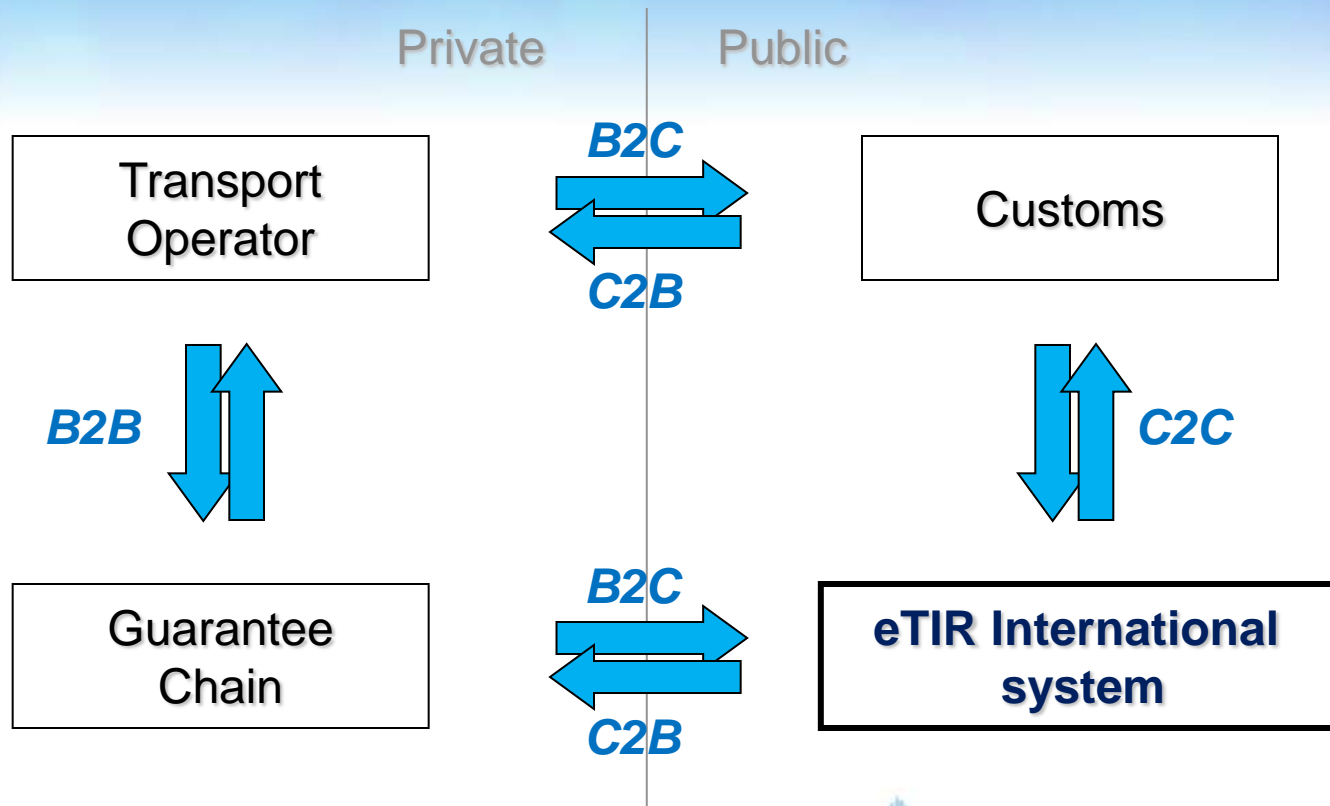 Private
Public
B2C
Transport
Operator
Customs
C2B
B2B
C2C
B2C
Guarantee
Chain
eTIR International
system
C2B